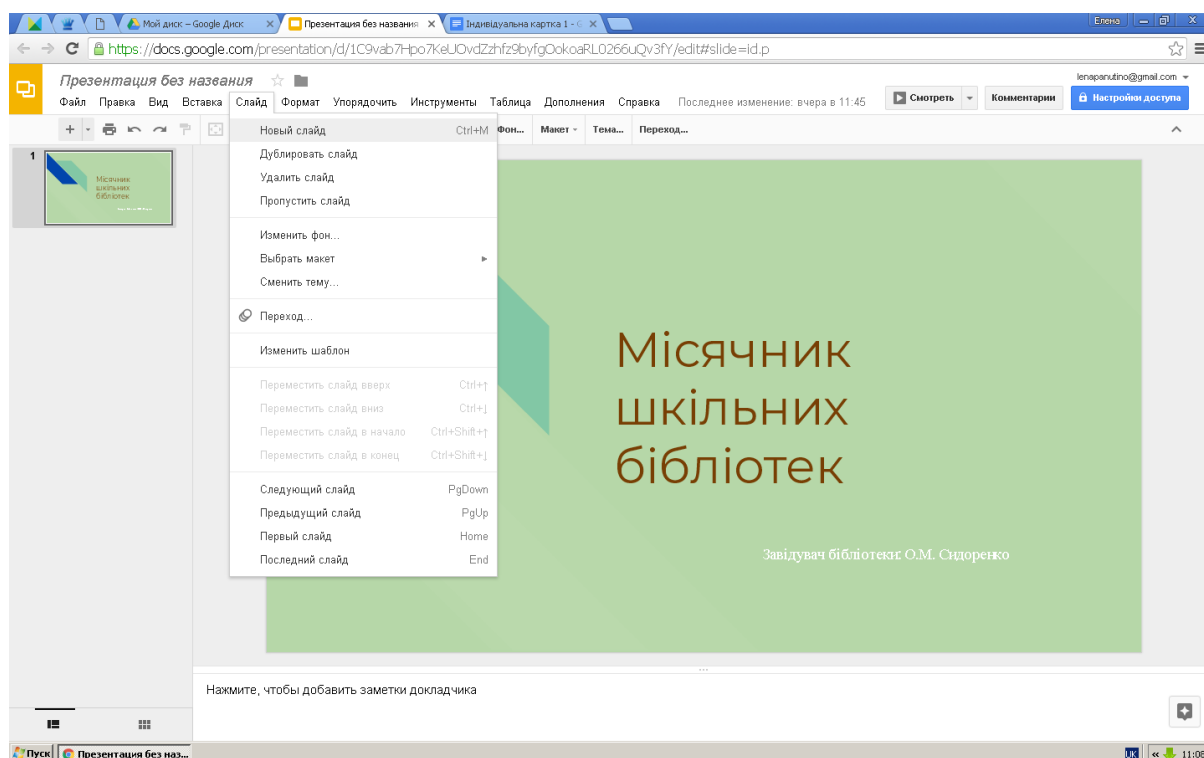 Мой диск – Google Диск
Презентация без названия
Індивідуальна картка 1 - G
Елена
https://docs.google.com/presentation/d/1C9vab7Hpo7KeUOvdZzhfz9byfgOokoaRL0266uQv3fY/edit#slide=id.p
Презентация без названия
lenapanutino@gmail.com
Файл Правка Вид Вставка Слайд Формат Упорядочить Инструменты Таблица Дополнения Справка Последнее изменение: вчера в 11:45
Смотреть
Комментарии
Настройки доступа
Фон... Макет Тема... Переход...
1
Місячник
шкільних
бібліотек
Новый слайд Ctrl+M
Дублировать слайд
Удалить слайд
Пропустить слайд
Изменить фон...
Выбрать макет
Сменить тему...
Переход...
Изменить шаблон
Переместить слайд вверх Ctrl+↑
Переместить слайд вниз Ctrl+↓
Переместить слайд в начало Ctrl+Shift+↑
Переместить слайд в конец Ctrl+Shift+↓
Следующий слайд PgDown
Предыдущий слайд PgUp
Первый слайд Home
Последний слайд End
Місячник
шкільних
бібліотек
Завідувач бібліотеки: О.М. Сидоренко
Нажмите, чтобы добавить заметки докладчика
Пуск
Презентация без наз...
UK
11:08